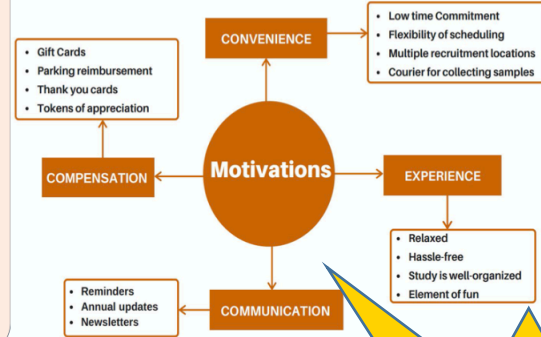 CONVENIENCE
• Low time Commitment
• Flexibility of scheduling
• Multiple recruitment locations
• Courier for collecting samples
• Gift Cards
• Parking reimbursement
• Thank you cards
• Tokens of appreciation
COMPENSATION
Motivations
EXPERIENCE
• Relaxed
• Hassle-free
• Study is well-organized
• Element of fun
• Reminders
• Annual updates
• Newsletters
COMMUNICATION